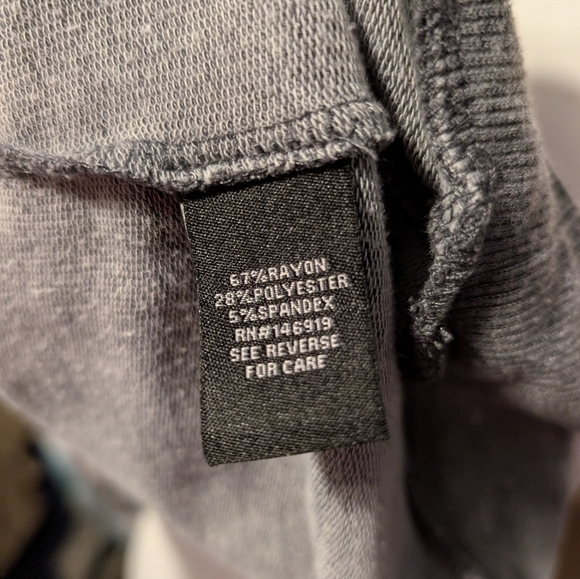 67%RAYON
28%POLYESTER
5%SPANDEX
RN#146919
SEE REVERSE
FOR CARE